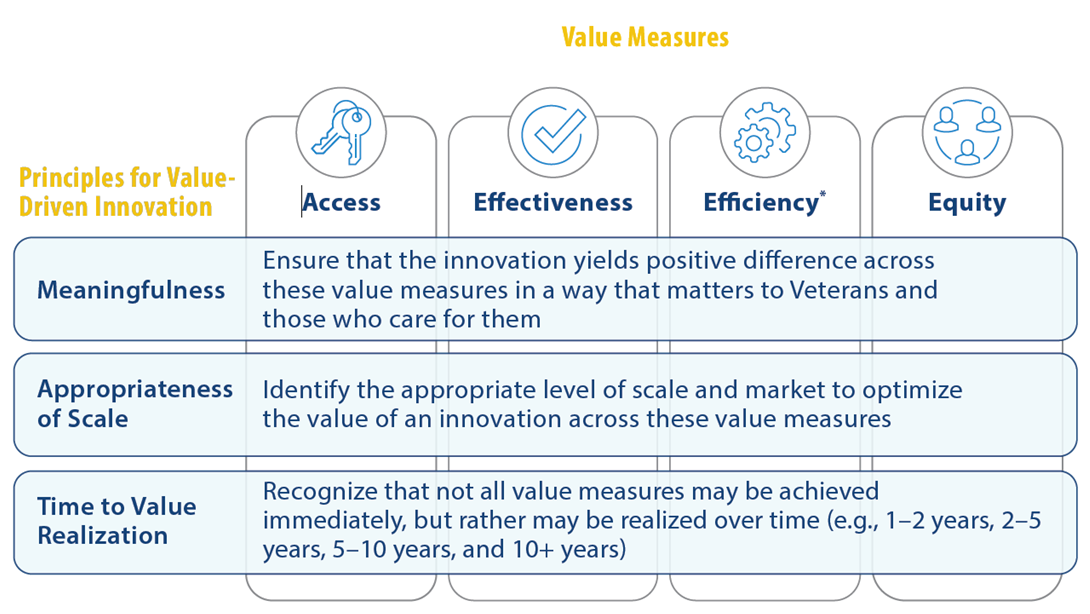 Value Measures
Principles for Value-
Driven Innovation
Access
Effectiveness
Efficiency*
Equity
Meaningfulness
Ensure that the innovation yields positive difference across
these value measures in a way that matters to Veterans and
those who care for them
Appropriateness
of Scale
Identify the appropriate level of scale and market to optimize
the value of an innovation across these value measures
Time to Value
Realization
Recognize that not all value measures may be achieved
immediately, but rather may be realized over time (e.g., 1–2 years, 2–5
years, 5–10 years, and 10+ years)